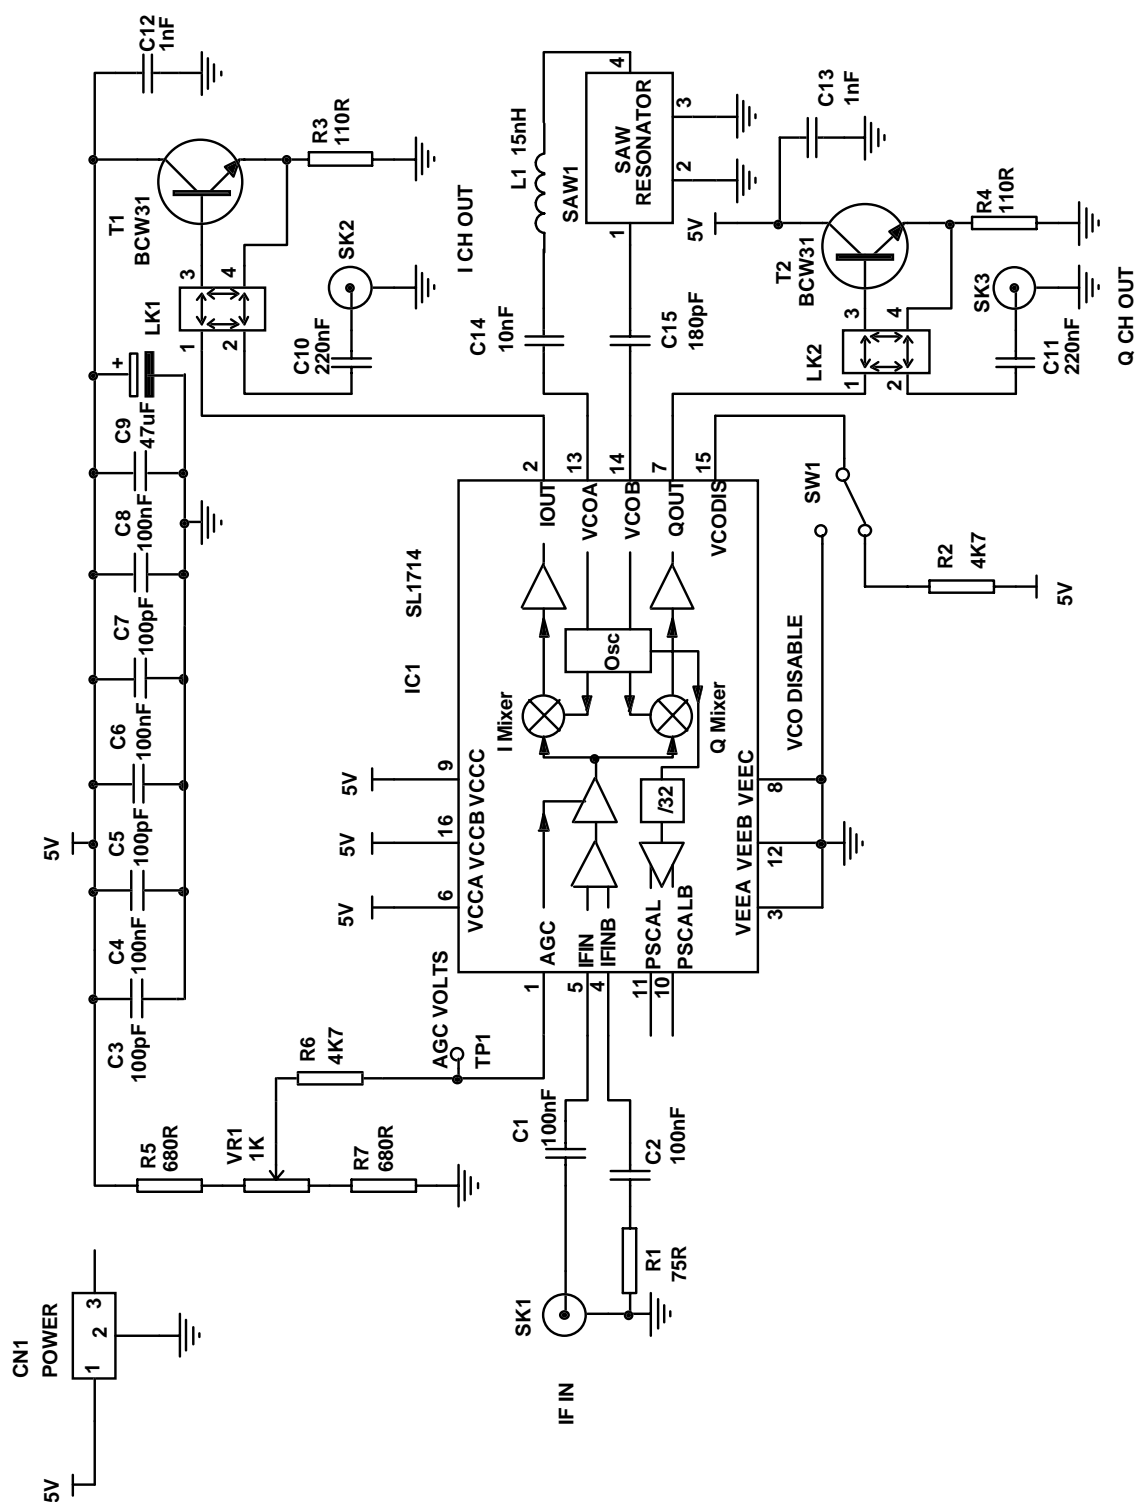 CN1
POWER
5V
1
2
3
R5
680R
VR1
1K
R7
680R
R6
4K7
AGC VOLTS
TP1
5V
C3
100pF
C4
100nF
C5
100pF
C6
100nF
C7
100pF
C8
100nF
C9
47uF
+
C12
1nF
T1
BCW31
R3
110R
LK1
1
3
2
4
C10
220nF
SK2
I CH OUT
IF IN
SK1
C1
100nF
C2
100nF
R1
75R
IC1
SL1714
5V
5V
5V
6
16
9
VCCA
VCCB
VCCC
1
AGC
5
IFIN
4
IFINB
11
PSCAL
10
PSCALB
I Mixer
Q Mixer
Osc
/32
IOUT
2
VCOA
13
VCOB
14
QOUT
7
VCODIS
15
VEEA
VEEB
VEEC
3
12
8
C14
10nF
L1 15nH
SAW1
SAW
RESONATOR
1
4
2
3
C15
180pF
5V
C13
1nF
T2
BCW31
R4
110R
LK2
1
3
2
4
C11
220nF
SK3
Q CH OUT
VCO DISABLE
SW1
R2
4K7
5V